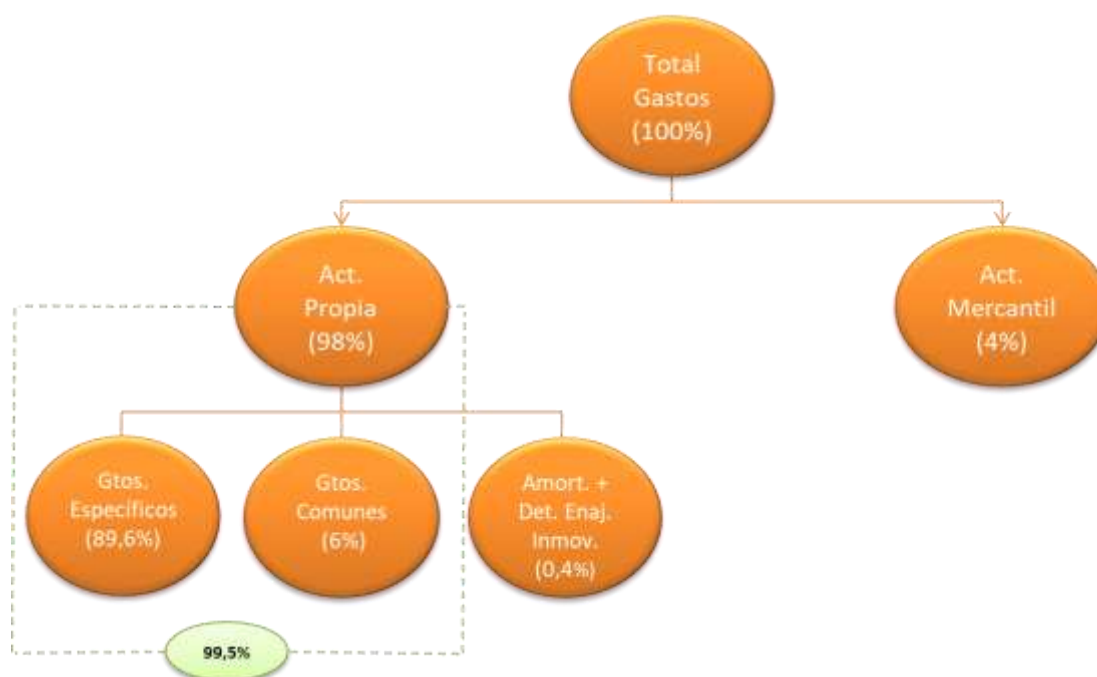 Total
Gastos
(100%)
Act.
Propia
(98%)
Act.
Mercantil
(4%)
Gtos.
Específicos
(89,6%)
Gtos.
Comunes
(6%)
Amort. +
Det. Enaj.
Inmov.
(0,4%)
99,5%